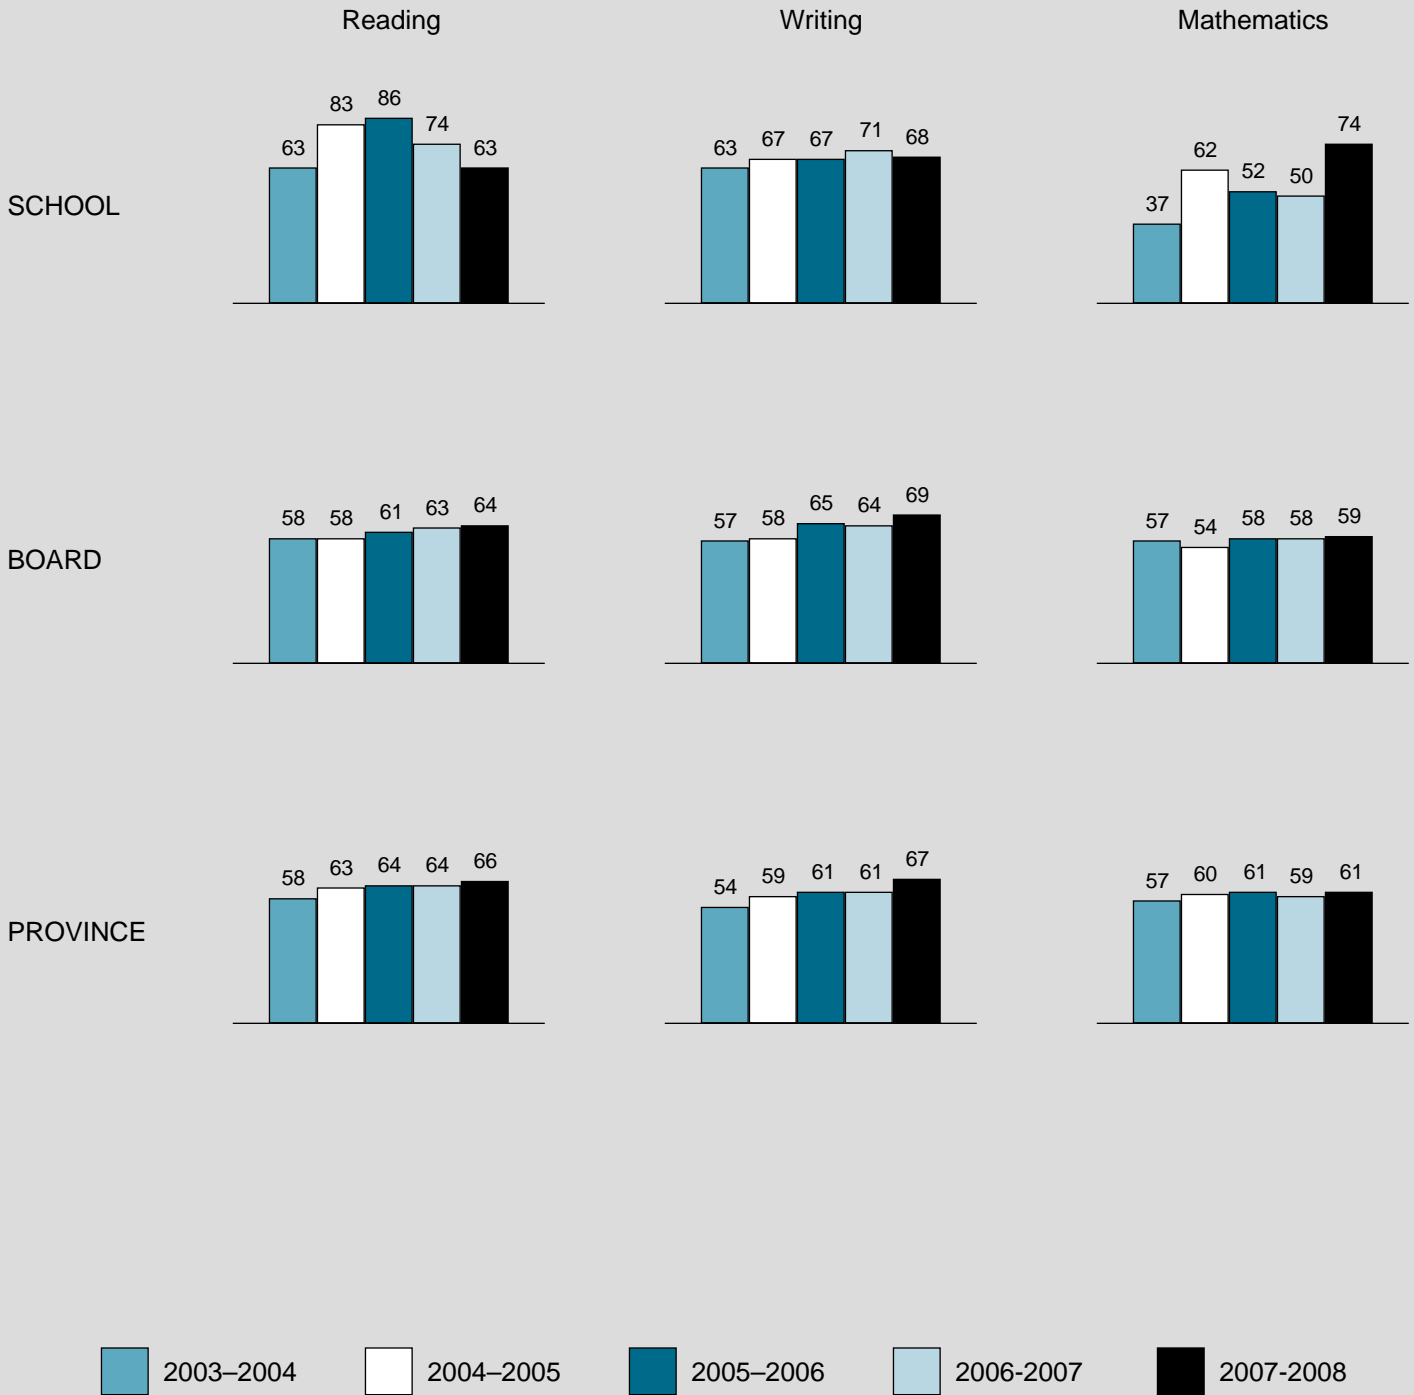 Reading Writing Mathematics
SCHOOL
63 83 86 74 63
63 67 67 71 68
37 62 52 50 74
BOARD
58 58 61 63 64
57 58 65 64 69
57 54 58 58 59
PROVINCE
58 63 64 64 66
54 59 61 61 67
57 60 61 59 61
2003–2004 2004–2005 2005–2006 2006-2007 2007-2008